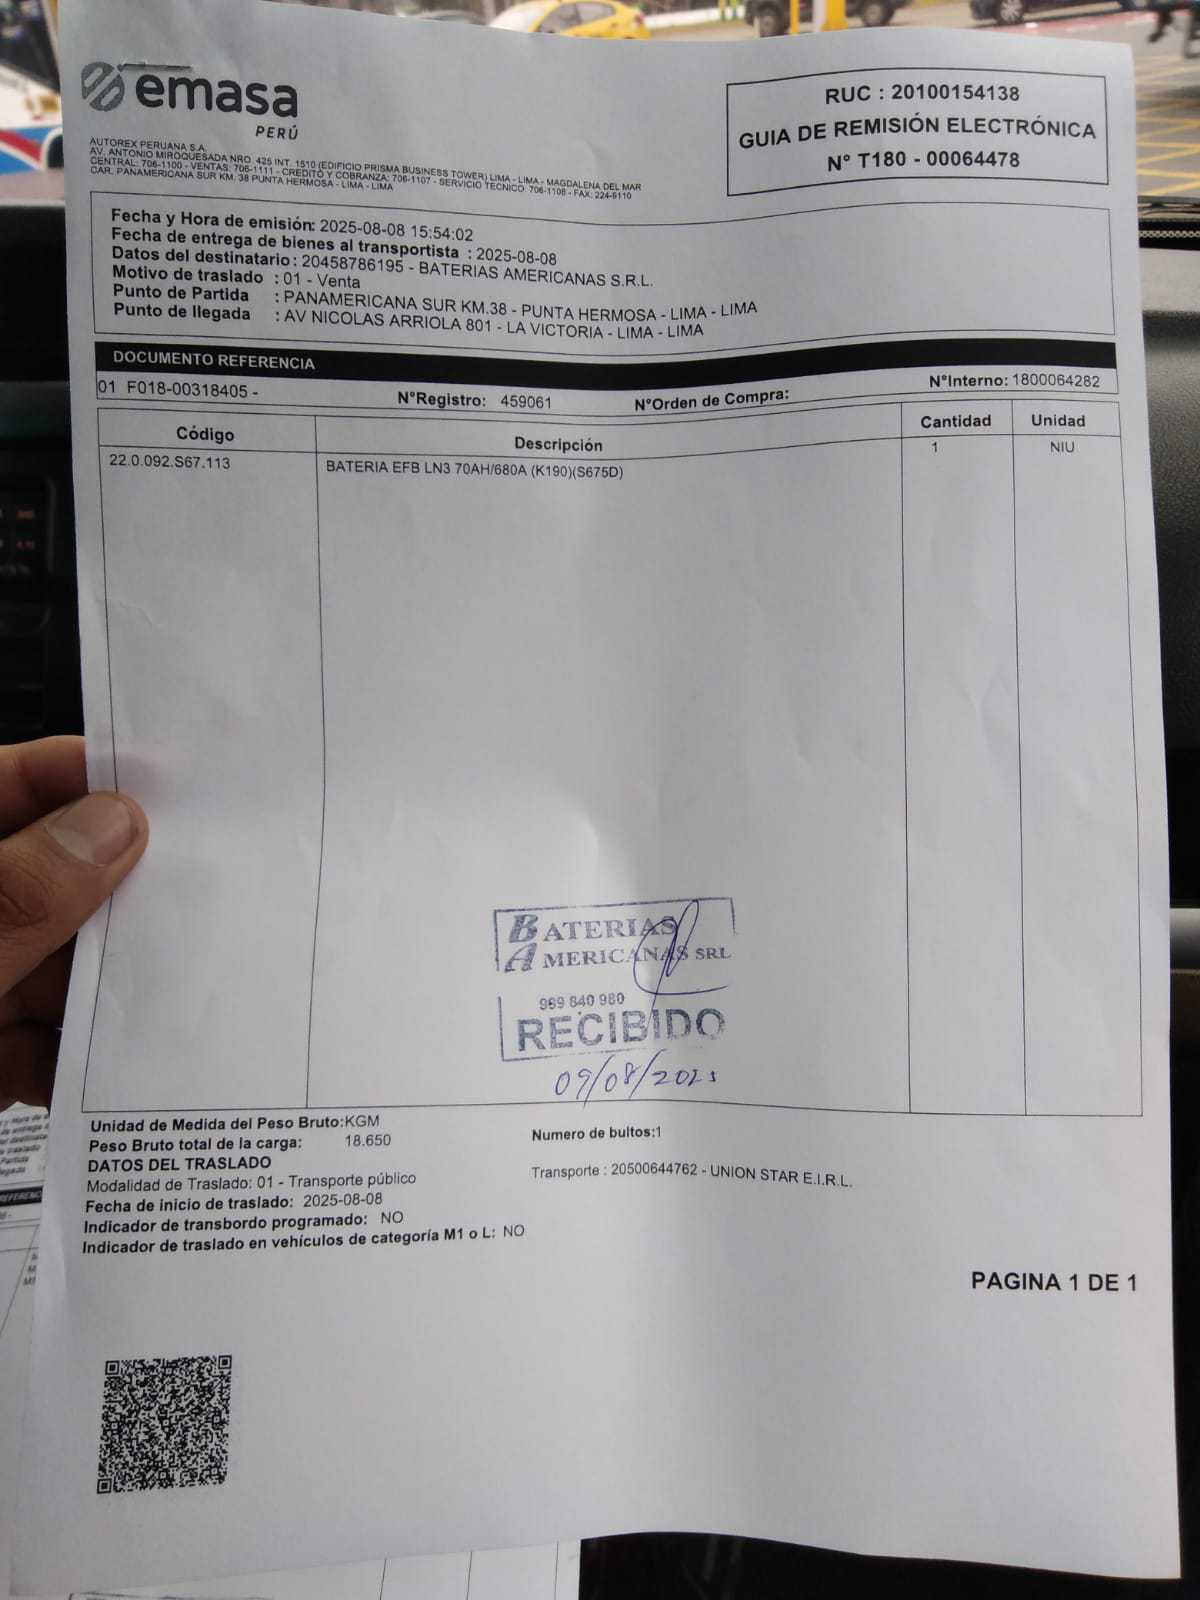 emasa
PERÚ
AUTOREX PERUANA S.A.
AV. ANTONIO MIROQUESADA NRO. 425 INT. 1510 (EDIFICIO PRISMA BUSINESS TOWER) LIMA - LIMA - MAGDALENA DEL MAR
CENTRAL: 706-1100 - VENTAS: 706-1111 - CREDITO Y COBRANZA: 706-1107 - SERVICIO TECNICO: 706-1108 - FAX: 224-9110
CAR. PANAMERICANA SUR KM. 38 PUNTA HERMOSA - LIMA - LIMA
RUC : 20100154138
GUIA DE REMISIÓN ELECTRÓNICA
N° T180 - 00064478
Fecha y Hora de emisión: 2025-08-08 15:54:02
Fecha de entrega de bienes al transportista : 2025-08-08
Datos del destinatario : 20458786195 - BATERIAS AMERICANAS S.R.L.
Motivo de traslado : 01 - Venta
Punto de Partida : PANAMERICANA SUR KM.38 - PUNTA HERMOSA - LIMA - LIMA
Punto de llegada : AV NICOLAS ARRIOLA 801 - LA VICTORIA - LIMA - LIMA
DOCUMENTO REFERENCIA
01 F018-00318405 - N°Registro: 459061 N°Orden de Compra: N°Interno: 1800064282
Código Descripción Cantidad Unidad
22.0.092.S67.113 BATERIA EFB LN3 70AH/680A (K190)(S675D) 1 NIU
BATERIAS
AMERICANAS SRL
989 840 980
RECIBIDO
09/08/2025
Unidad de Medida del Peso Bruto:KGM
Peso Bruto total de la carga: 18.650
Numero de bultos:1
DATOS DEL TRASLADO
Modalidad de Traslado: 01 - Transporte público
Transporte : 20500644762 - UNION STAR E.I.R.L.
Fecha de inicio de traslado: 2025-08-08
Indicador de transbordo programado: NO
Indicador de traslado en vehículos de categoría M1 o L: NO
PAGINA 1 DE 1